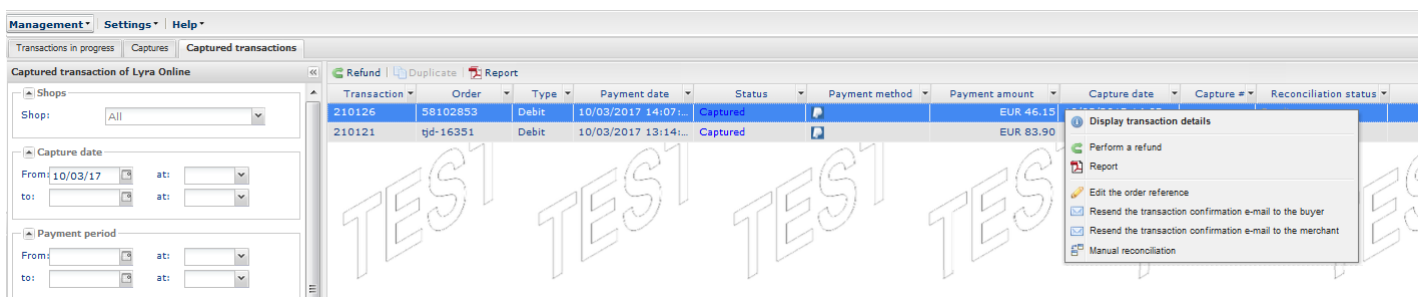 Management Settings Help
Transactions in progress Captures Captured transactions
Captured transaction of Lyra Online
Refund Duplicate Report
Shops
Shop: All
Capture date
From: 10/03/17 at:
to: at:
Payment period
From: at:
to: at:
Transaction Order Type Payment date Status Payment method Payment amount Capture date Capture # Reconciliation status
210126 58102853 Debit 10/03/2017 14:07:... Captured EUR 46.15
210121 tjd-16351 Debit 10/03/2017 13:14:... Captured EUR 83.90
Display transaction details
Perform a refund
Report
Edit the order reference
Resend the transaction confirmation e-mail to the buyer
Resend the transaction confirmation e-mail to the merchant
Manual reconciliation
TEST TEST TEST TEST